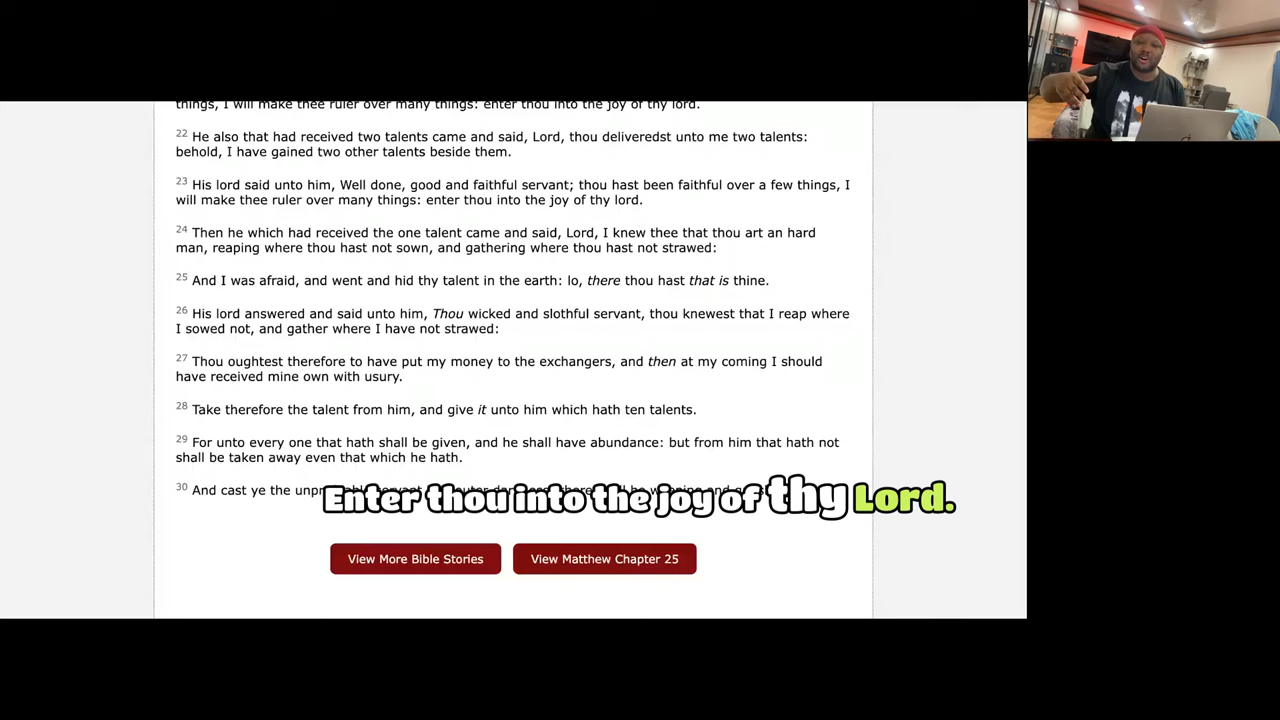 things, I will make thee ruler over many things: enter thou into the joy of thy lord.
22 He also that had received two talents came and said, Lord, thou deliveredst unto me two talents:
behold, I have gained two other talents beside them.
23 His lord said unto him, Well done, good and faithful servant; thou hast been faithful over a few things, I
will make thee ruler over many things: enter thou into the joy of thy lord.
24 Then he which had received the one talent came and said, Lord, I knew thee that thou art an hard
man, reaping where thou hast not sown, and gathering where thou hast not strawed:
25 And I was afraid, and went and hid thy talent in the earth: lo, there thou hast that is thine.
26 His lord answered and said unto him, Thou wicked and slothful servant, thou knewest that I reap where
I sowed not, and gather where I have not strawed:
27 Thou oughtest therefore to have put my money to the exchangers, and then at my coming I should
have received mine own with usury.
28 Take therefore the talent from him, and give it unto him which hath ten talents.
29 For unto every one that hath shall be given, and he shall have abundance: but from him that hath not
shall be taken away even that which he hath.
30 And cast ye the
Enter thou into the joy of thy Lord.
View More Bible Stories
View Matthew Chapter 25